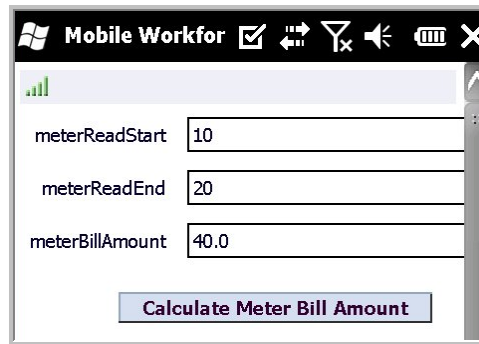 Mobile Workfor
meterReadStart 10
meterReadEnd 20
meterBillAmount 40.0
Calculate Meter Bill Amount